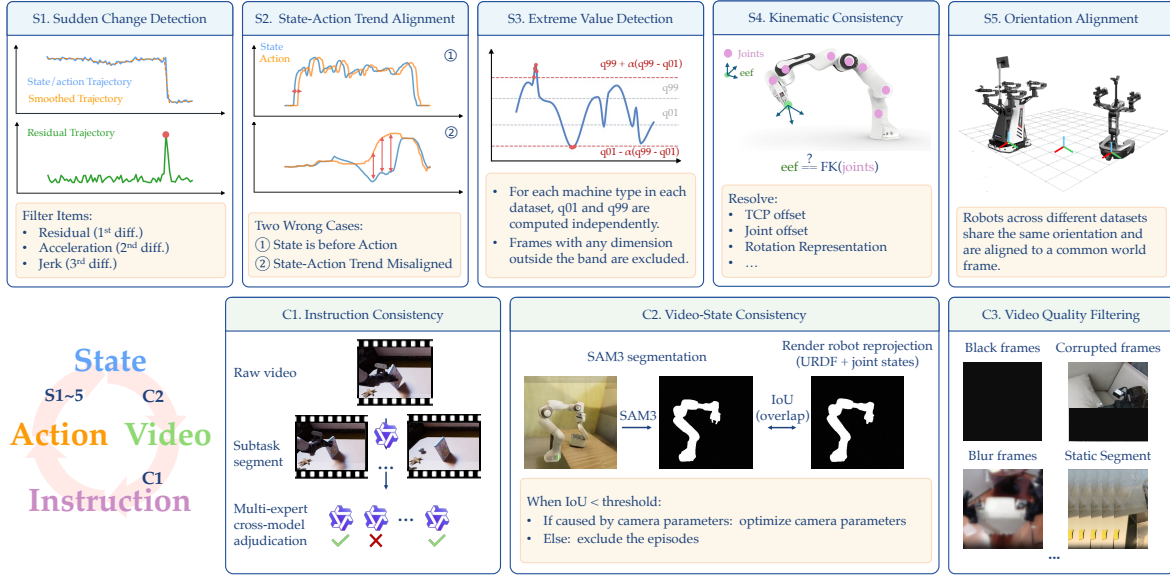 S1. Sudden Change Detection
State/action Trajectory
Smoothed Trajectory
Residual Trajectory
Filter Items:
• Residual (1st diff.)
• Acceleration (2nd diff.)
• Jerk (3rd diff.)
S2. State-Action Trend Alignment
State
Action
①
②
Two Wrong Cases:
① State is before Action
② State-Action Trend Misaligned
S3. Extreme Value Detection
q99 + α(q99 - q01)
q99
q01
q01 - α(q99 - q01)
• For each machine type in each
dataset, q01 and q99 are
computed independently.
• Frames with any dimension
outside the band are excluded.
S4. Kinematic Consistency
Joints
eef
?
eef == FK(joints)
Resolve:
• TCP offset
• Joint offset
• Rotation Representation
• …
S5. Orientation Alignment
Robots across different datasets
share the same orientation and
are aligned to a common world
frame.
State
S1~5
C2
Action
Video
C1
Instruction
C1. Instruction Consistency
Raw video
Subtask
segment
...
Multi-expert
cross-model
adjudication
...
C2. Video-State Consistency
SAM3 segmentation
Render robot reprojection
(URDF + joint states)
SAM3
IoU
(overlap)
When IoU < threshold:
• If caused by camera parameters: optimize camera parameters
• Else: exclude the episodes
C3. Video Quality Filtering
Black frames
Corrupted frames
Blur frames
Static Segment
...